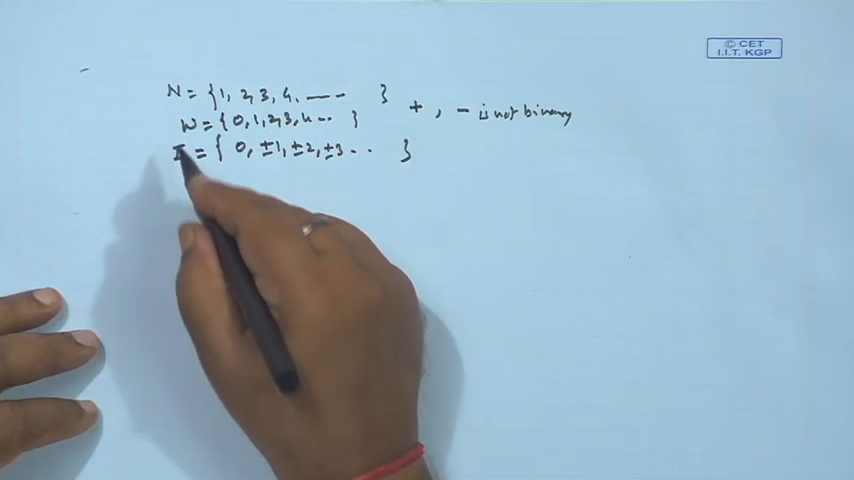 © CET
I.I.T. KGP
N = {1, 2, 3, 4, —— }
+ , - is not binary
W = {0, 1, 2, 3, 4 ... }
I = { 0, ±1, ±2, ±3 .. }